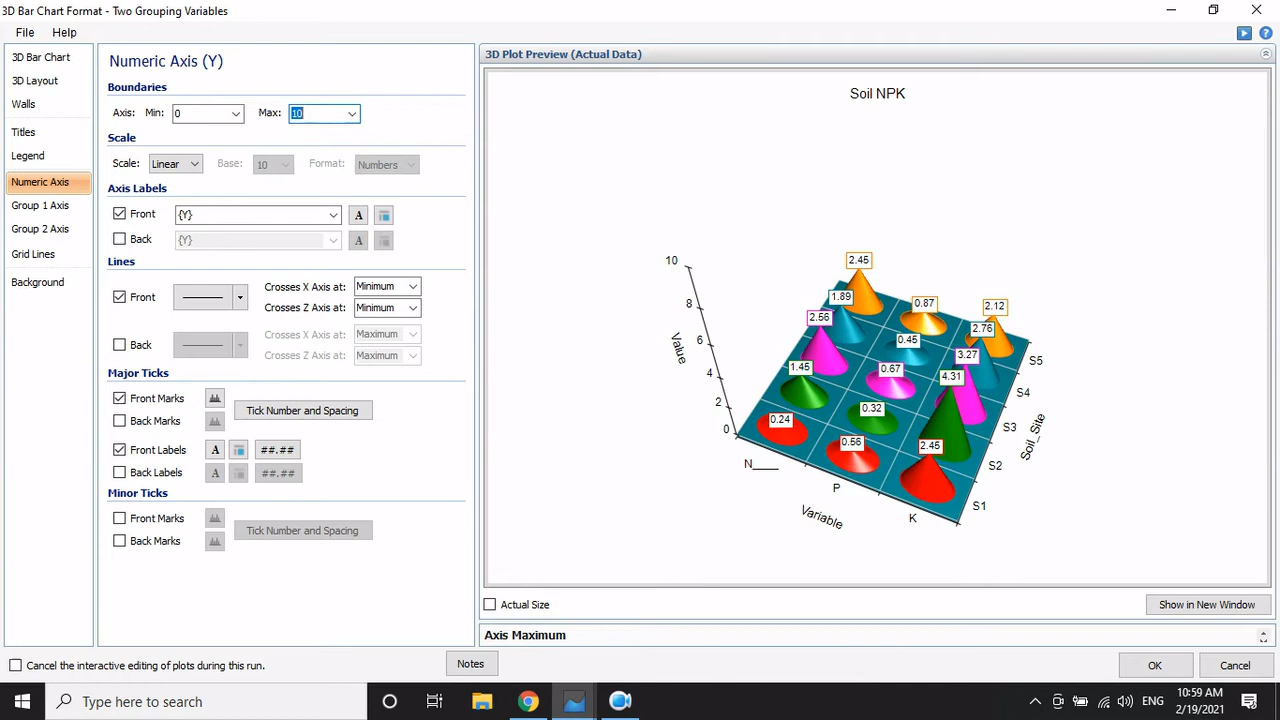 3D Bar Chart Format - Two Grouping Variables
File Help
3D Bar Chart
3D Layout
Walls
Titles
Legend
Numeric Axis
Group 1 Axis
Group 2 Axis
Grid Lines
Background
Numeric Axis (Y)
Boundaries
Axis: Min: 0 Max: 10
Scale
Scale: Linear Base: 10 Format: Numbers
Axis Labels
Front {Y} A
Back {Y} A
Lines
Front Crosses X Axis at: Minimum
Crosses Z Axis at: Minimum
Back Crosses X Axis at: Maximum
Crosses Z Axis at: Maximum
Major Ticks
Front Marks Tick Number and Spacing
Back Marks
Front Labels A ##.##
Back Labels A ##.##
Minor Ticks
Front Marks Tick Number and Spacing
Back Marks
3D Plot Preview (Actual Data)
Soil NPK
10
8
6
4
2
0
Value
2.45
0.87
2.12
1.89
0.45
2.76
2.56
0.67
3.27
1.45
0.32
4.31
0.24
0.56
2.45
N____
P
K
Variable
S5
S4
S3
S2
S1
Soil_Site
Actual Size Show in New Window
Axis Maximum
Cancel the interactive editing of plots during this run. Notes OK Cancel
Type here to search
ENG
10:59 AM
2/19/2021